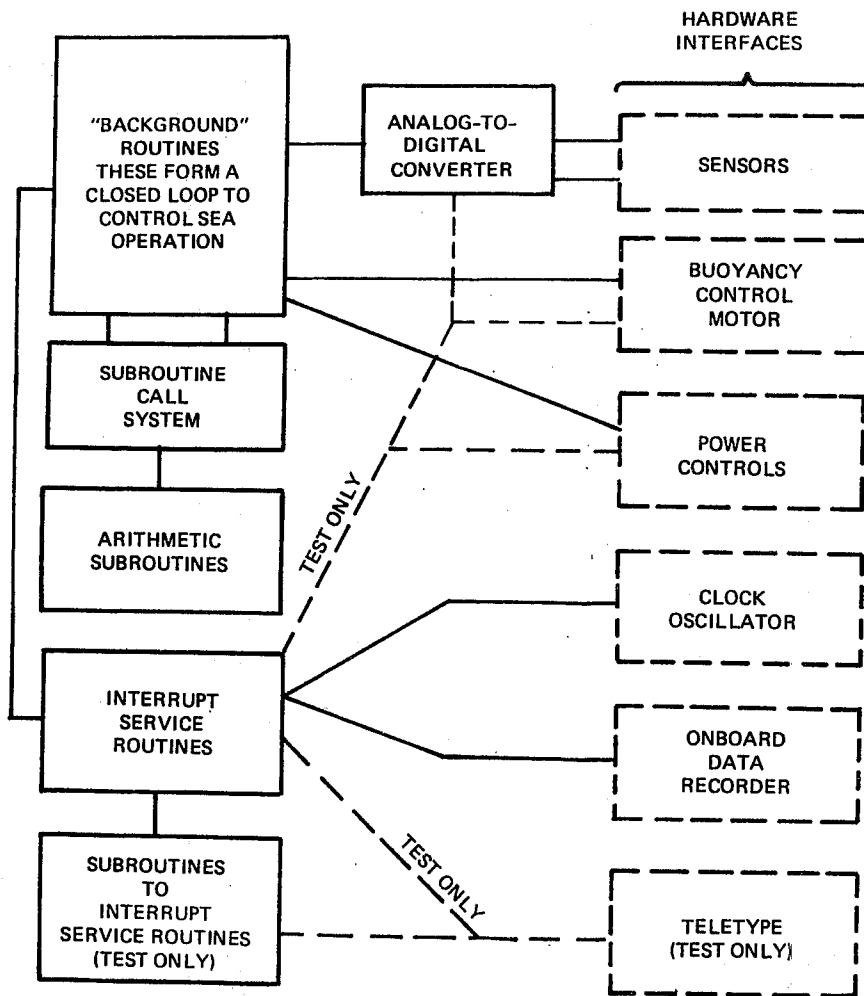 HARDWARE
INTERFACES
"BACKGROUND"
ROUTINES
THESE FORM A
CLOSED LOOP TO
CONTROL SEA
OPERATION
ANALOG-TO-
DIGITAL
CONVERTER
SENSORS
BUOYANCY
CONTROL
MOTOR
SUBROUTINE
CALL
SYSTEM
POWER
CONTROLS
TEST ONLY
ARITHMETIC
SUBROUTINES
CLOCK
OSCILLATOR
INTERRUPT
SERVICE
ROUTINES
ONBOARD
DATA
RECORDER
TEST ONLY
SUBROUTINES
TO
INTERRUPT
SERVICE ROUTINES
(TEST ONLY)
TELETYPE
(TEST ONLY)